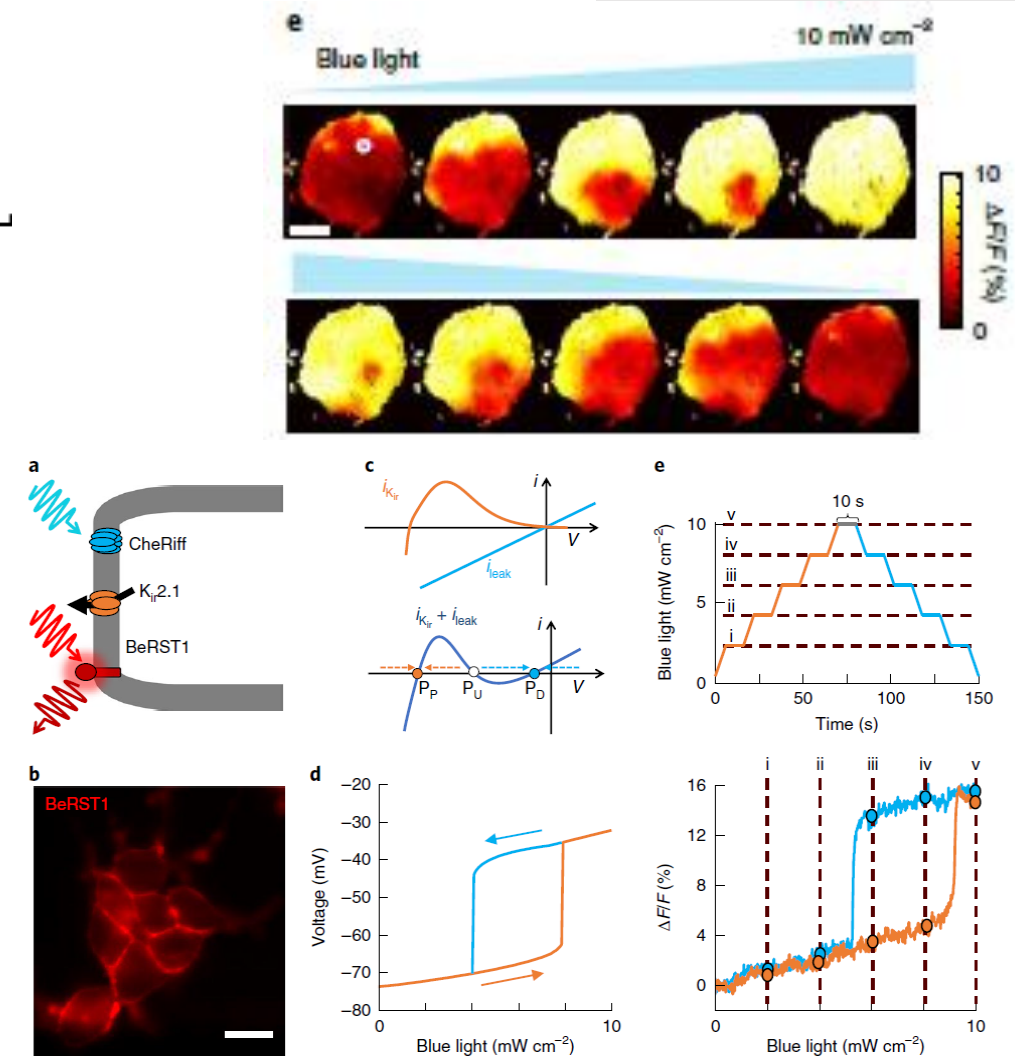 e
10 mW cm⁻²
Blue light
10
ΔF/F (%)
0
a
CheRiff
Kir2.1
BeRST1
b
BeRST1
c
iKir
i
V
ileak
iKir + ileak
i
PP
PU
PD
V
d
Voltage (mV)
−20
−30
−40
−50
−60
−70
−80
0
10
Blue light (mW cm⁻²)
e
10 s
Blue light (mW cm⁻²)
10
5
0
v
iv
iii
ii
i
0
50
100
150
Time (s)
i
ii
iii
iv
v
ΔF/F (%)
16
12
8
4
0
0
10
Blue light (mW cm⁻²)